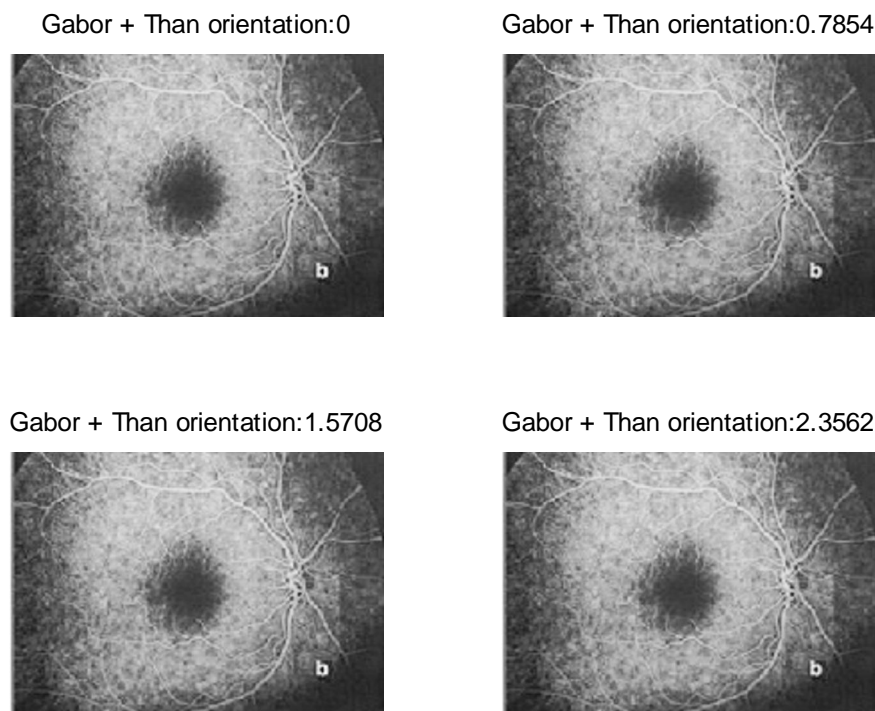 Gabor + Than orientation:0
Gabor + Than orientation:0.7854
b
b
Gabor + Than orientation:1.5708
Gabor + Than orientation:2.3562
b
b